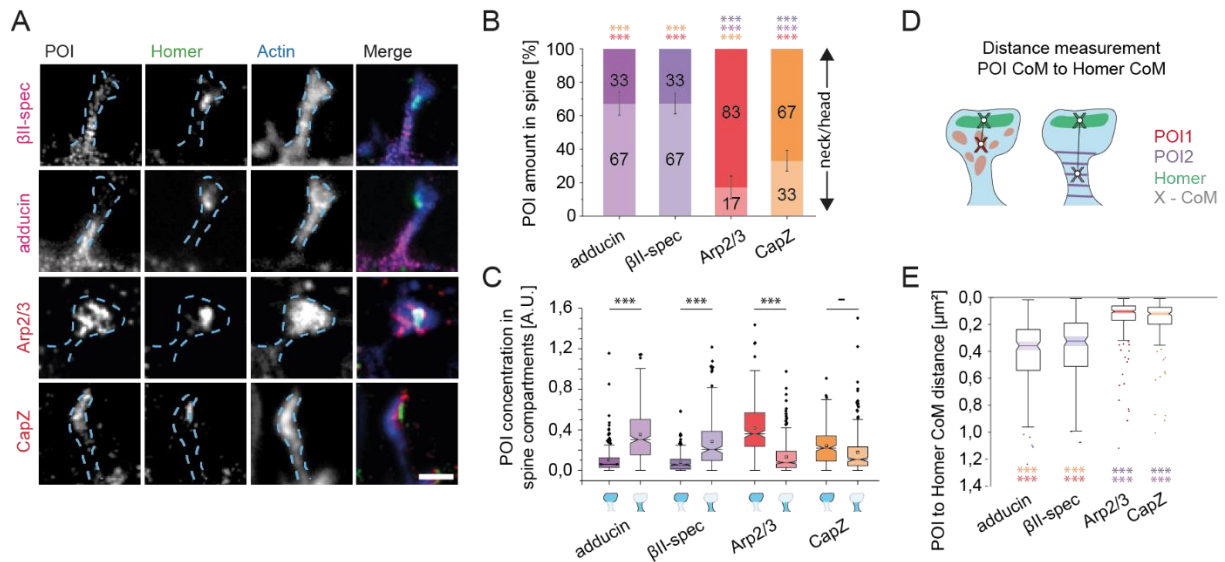 A
POI
Homer
Actin
Merge
βII-spec
adducin
Arp2/3
CapZ
B
POI amount in spine [%]
100
80
60
40
20
0
*** *** *** ***
*** *** *** ***
*** ***
33 33 83 67
67 67 17 33
neck/head
adducin
βII-spec
Arp2/3
CapZ
C
POI concentration in
spine compartments [A.U.]
1,6
1,2
0,8
0,4
0,0
*** *** *** -
adducin
βII-spec
Arp2/3
CapZ
D
Distance measurement
POI CoM to Homer CoM
POI1
POI2
Homer
X - CoM
E
POI to Homer CoM distance [µm²]
0,0
0,2
0,4
0,6
0,8
1,0
1,2
1,4
*** *** *** ***
*** *** *** ***
adducin
βII-spec
Arp2/3
CapZ